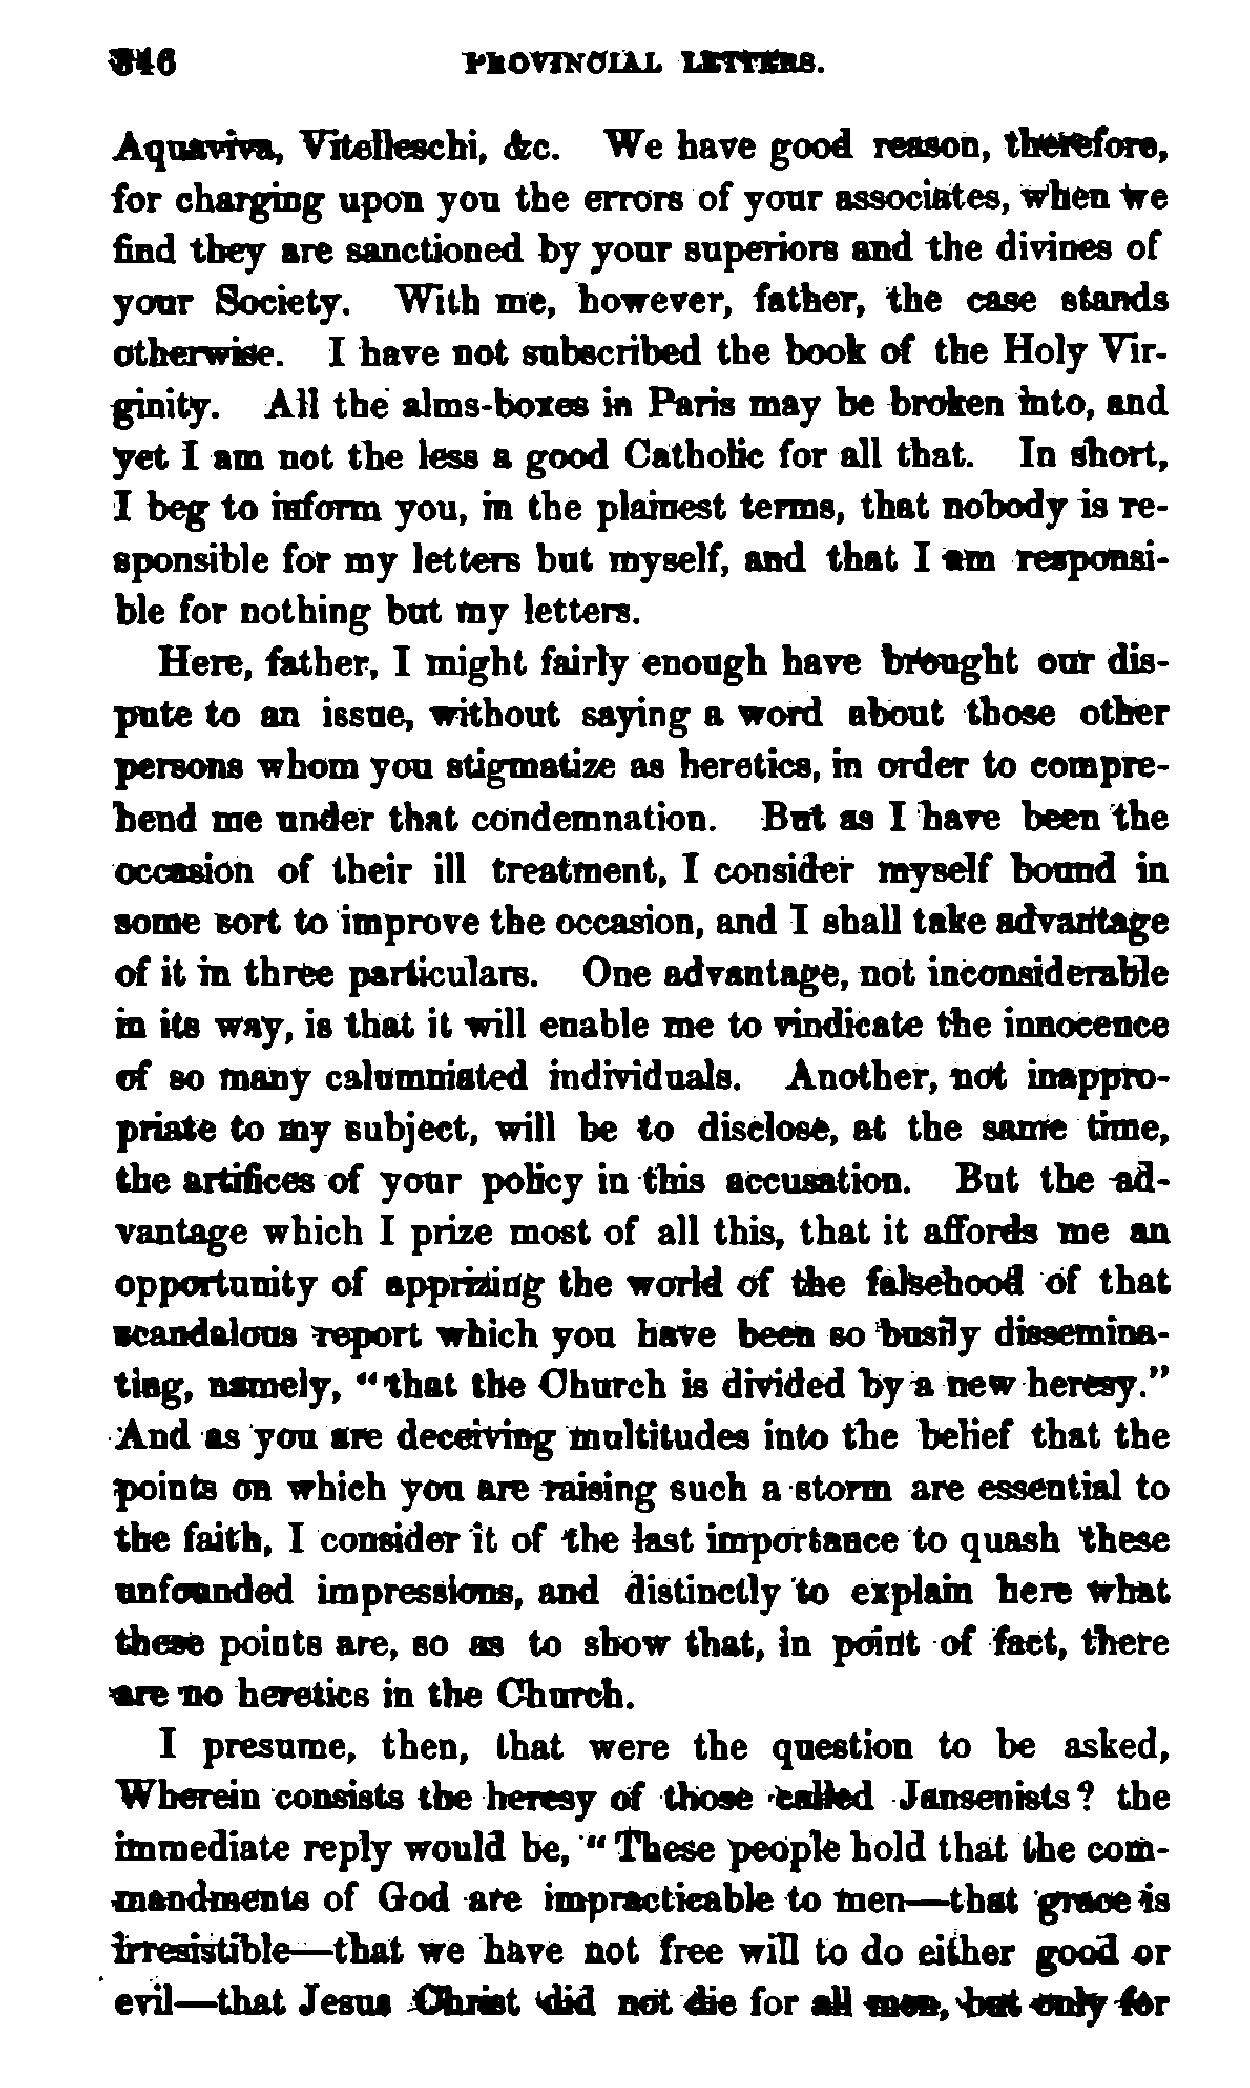 346 PROVINCIAL LETTERS.
Aquaviva, Vitelleschi, &c. We have good reason, therefore,
for charging upon you the errors of your associates, when we
find they are sanctioned by your superiors and the divines of
your Society. With me, however, father, the case stands
otherwise. I have not subscribed the book of the Holy Vir-
ginity. All the alms-boxes in Paris may be broken into, and
yet I am not the less a good Catholic for all that. In short,
I beg to inform you, in the plainest terms, that nobody is re-
sponsible for my letters but myself, and that I am responsi-
ble for nothing but my letters.
Here, father, I might fairly enough have brought our dis-
pute to an issue, without saying a word about those other
persons whom you stigmatize as heretics, in order to compre-
hend me under that condemnation. But as I have been the
occasion of their ill treatment, I consider myself bound in
some sort to improve the occasion, and I shall take advantage
of it in three particulars. One advantage, not inconsiderable
in its way, is that it will enable me to vindicate the innocence
of so many calumniated individuals. Another, not inappro-
priate to my subject, will be to disclose, at the same time,
the artifices of your policy in this accusation. But the ad-
vantage which I prize most of all this, that it affords me an
opportunity of apprizing the world of the falsehood of that
scandalous report which you have been so busily dissemina-
ting, namely, "that the Church is divided by a new heresy."
And as you are deceiving multitudes into the belief that the
points on which you are raising such a storm are essential to
the faith, I consider it of the last importance to quash these
unfounded impressions, and distinctly to explain here what
these points are, so as to show that, in point of fact, there
are no heretics in the Church.
I presume, then, that were the question to be asked,
Wherein consists the heresy of those called Jansenists? the
immediate reply would be, "These people hold that the com-
mandments of God are impracticable to men—that grace is
irresistible—that we have not free will to do either good or
evil—that Jesus Christ did not die for all men, but only for